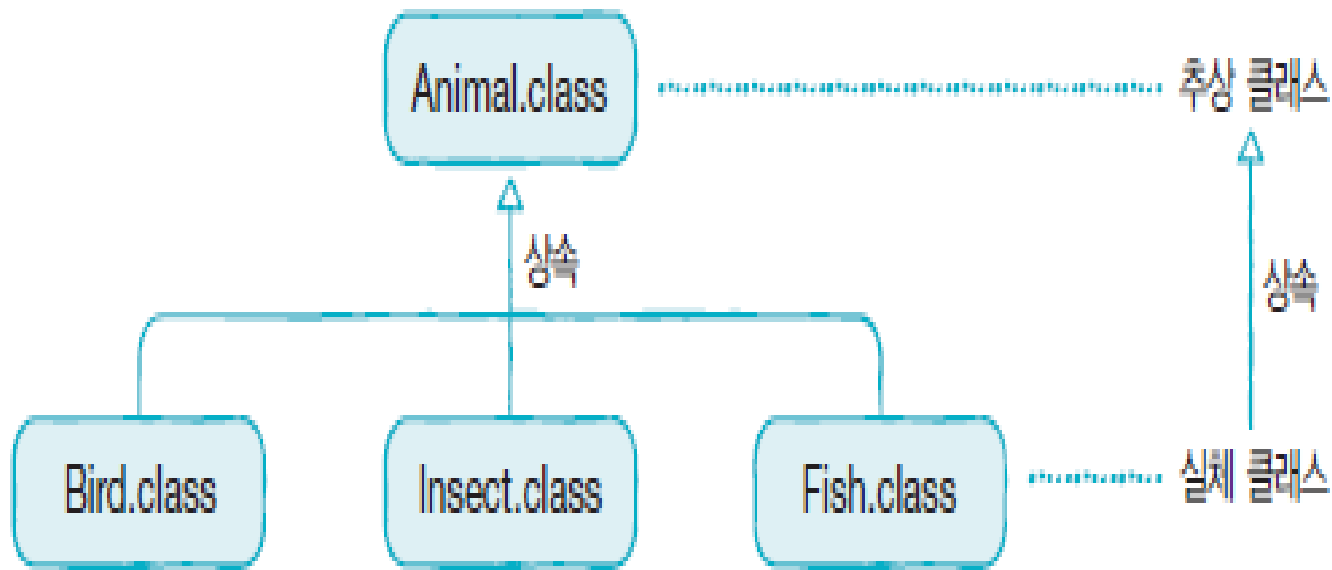 Animal.class
추상 클래스
상속
상속
Bird.class
Insect.class
Fish.class
실체 클래스